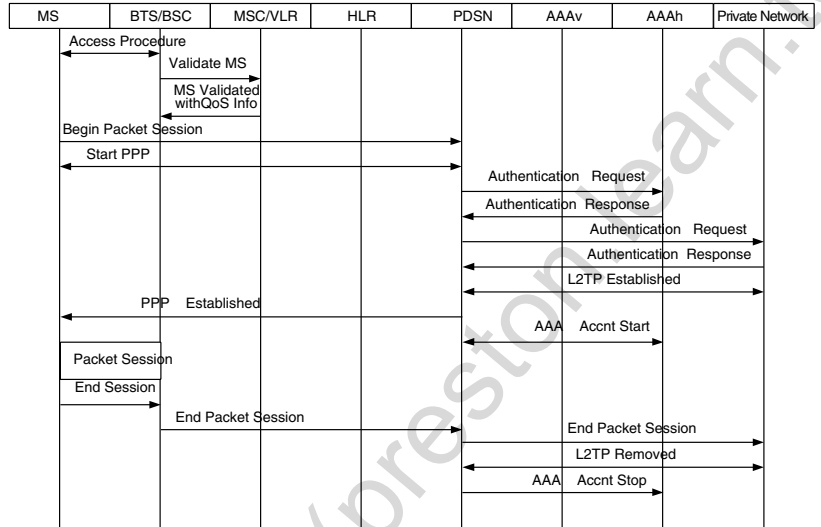 MS BTS/BSC MSC/VLR HLR PDSN AAAv AAAh Private Network
Access Procedure
Validate MS
MS Validated
withQoS Info
Begin Packet Session
Start PPP
Authentication Request
Authentication Response
Authentication Request
Authentication Response
L2TP Established
PPP Established
AAA Accnt Start
Packet Session
End Session
End Packet Session
End Packet Session
L2TP Removed
AAA Accnt Stop
(preston.learn.